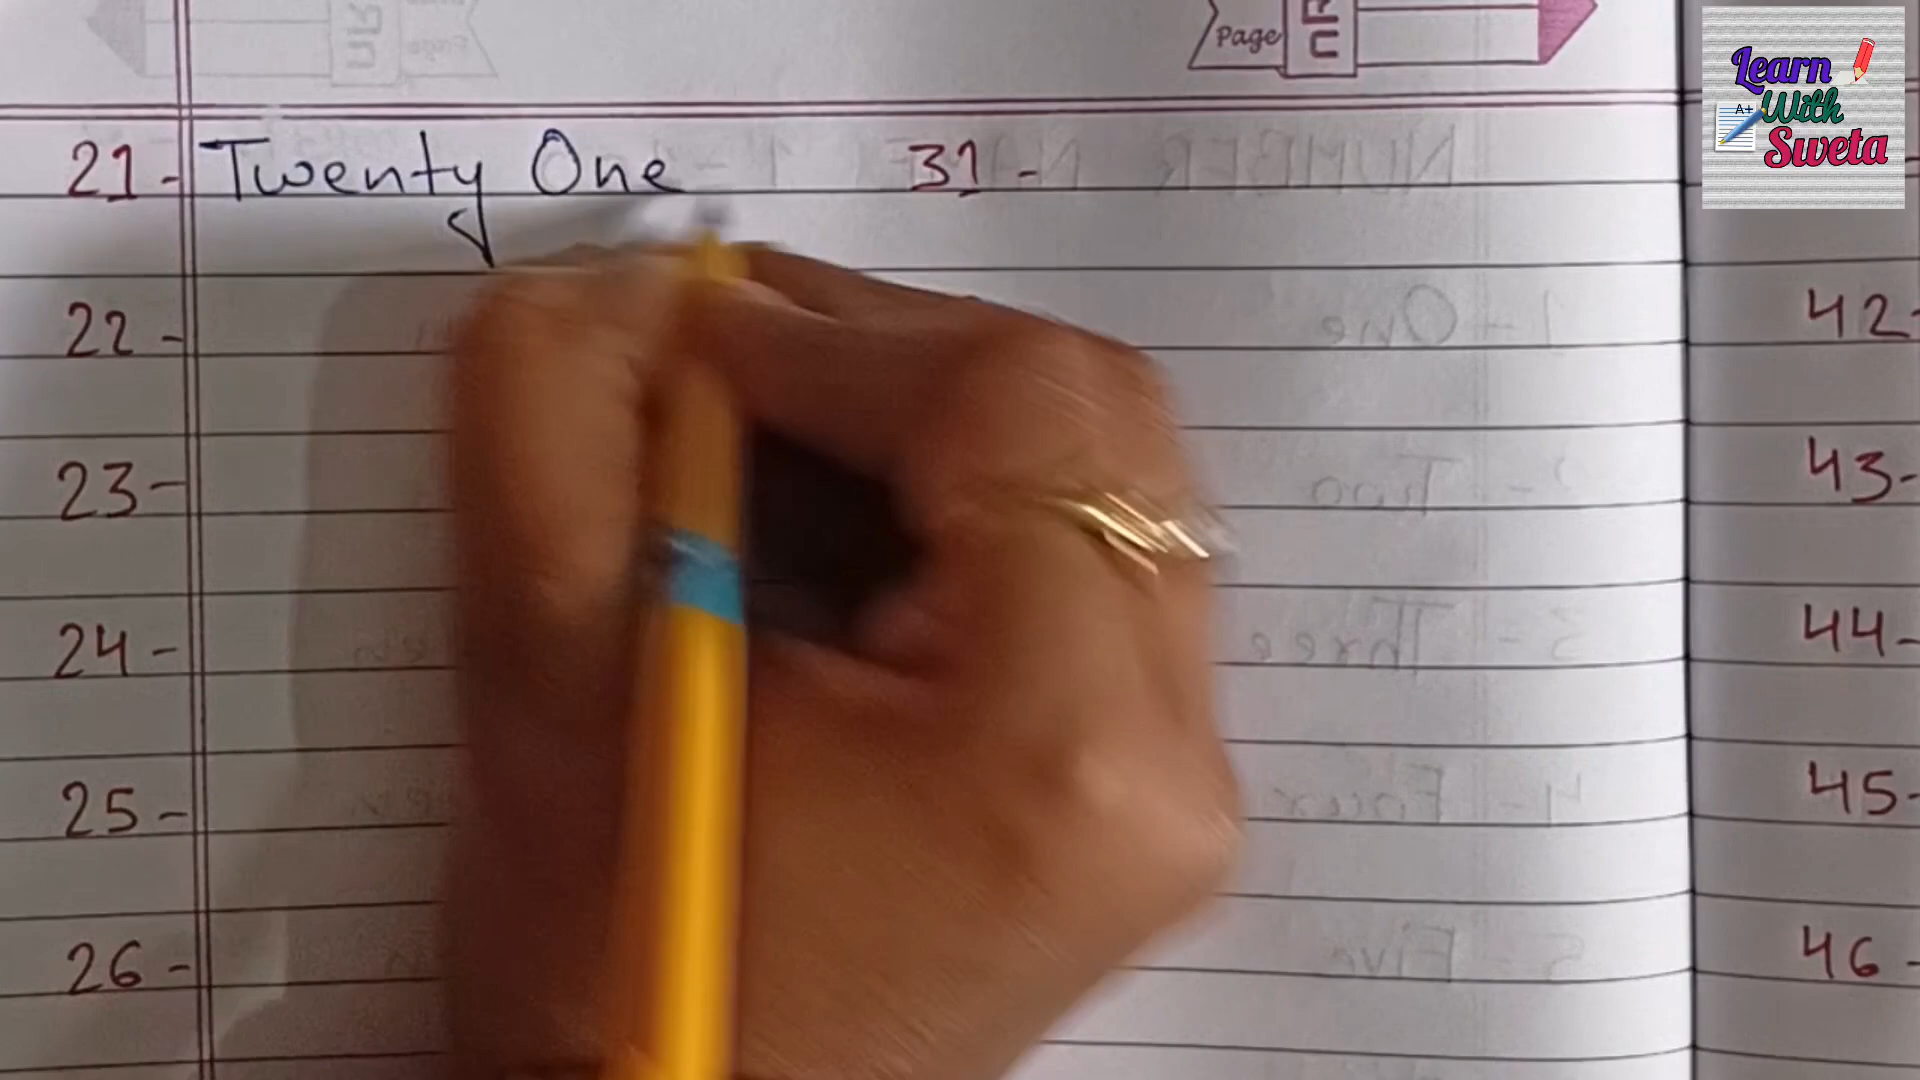 Page
Learn
A+ With
Sweta
21 - Twenty One 31 -
22 - 42-
23 - 43-
24 - 44-
25 - 45-
26 - 46-